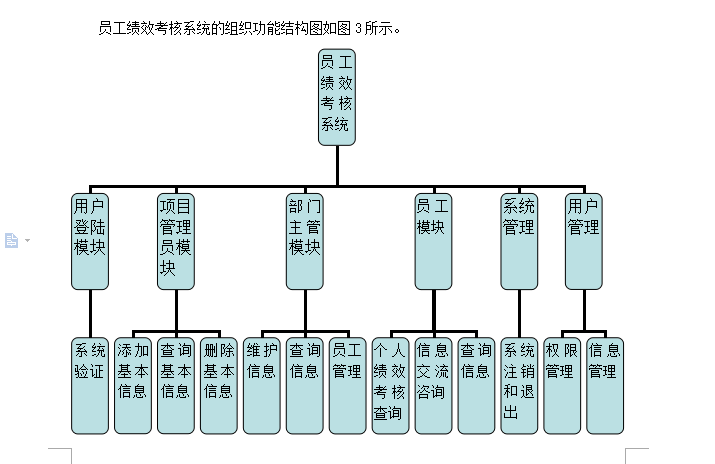 员工绩效考核系统的组织功能结构图如图3所示。
员工
绩效
考核
系统
用户
登陆
模块
项目
管理
员模
块
部门
主管
模块
员工
模块
系统
管理
用户
管理
系统
验证
添加
基本
信息
查询
基本
信息
删除
基本
信息
维护
信息
查询
信息
员工
管理
个人
绩效
考核
查询
信息
交流
咨询
查询
信息
系统
注销
和退
出
权限
管理
信息
管理